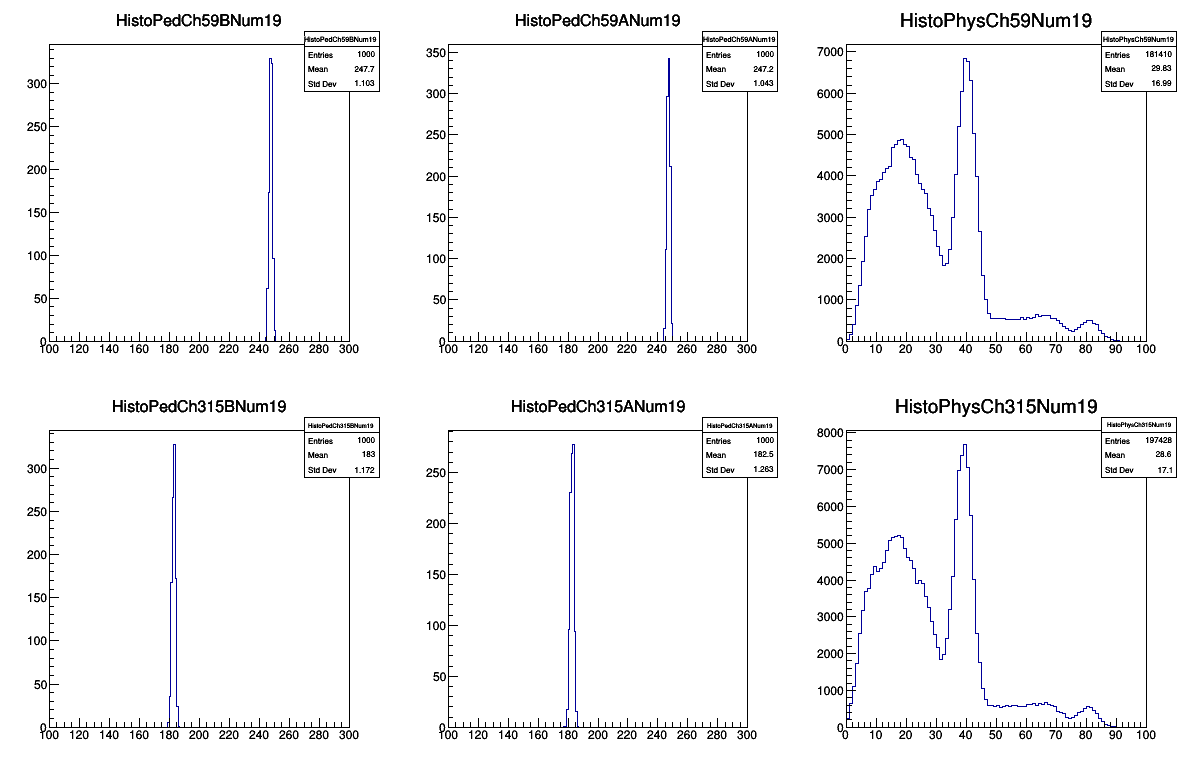 HistoPedCh59BNum19
HistoPedCh59BNum19
Entries 1000
Mean 247.7
Std Dev 1.103
300
250
200
150
100
50
0
100 120 140 160 180 200 220 240 260 280 300
HistoPedCh59ANum19
HistoPedCh59ANum19
Entries 1000
Mean 247.2
Std Dev 1.043
350
300
250
200
150
100
50
0
100 120 140 160 180 200 220 240 260 280 300
HistoPhysCh59Num19
HistoPhysCh59Num19
Entries 181410
Mean 29.83
Std Dev 16.99
7000
6000
5000
4000
3000
2000
1000
0
0 10 20 30 40 50 60 70 80 90 100
HistoPedCh315BNum19
HistoPedCh315BNum19
Entries 1000
Mean 183
Std Dev 1.172
300
250
200
150
100
50
0
100 120 140 160 180 200 220 240 260 280 300
HistoPedCh315ANum19
HistoPedCh315ANum19
Entries 1000
Mean 182.5
Std Dev 1.263
250
200
150
100
50
0
100 120 140 160 180 200 220 240 260 280 300
HistoPhysCh315Num19
HistoPhysCh315Num19
Entries 197428
Mean 28.6
Std Dev 17.1
8000
7000
6000
5000
4000
3000
2000
1000
0
0 10 20 30 40 50 60 70 80 90 100